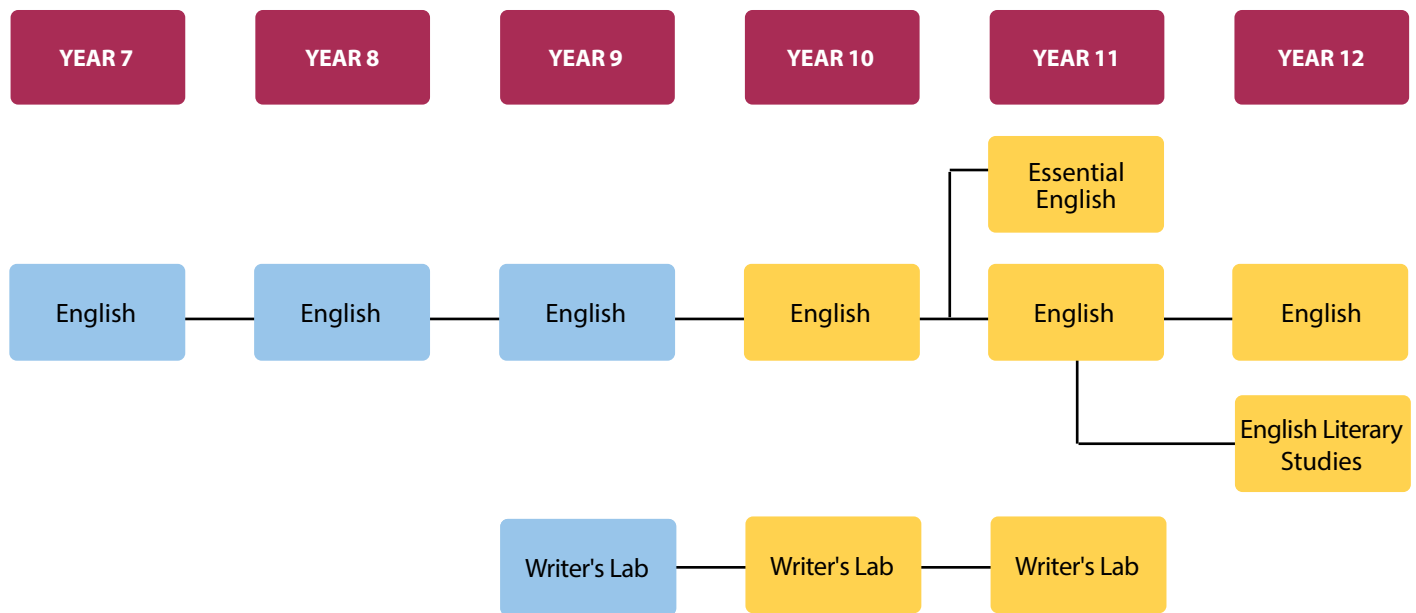 YEAR 7
YEAR 8
YEAR 9
YEAR 10
YEAR 11
YEAR 12
Essential
English
English
English
English
English
English
English
English Literary
Studies
Writer's Lab
Writer's Lab
Writer's Lab